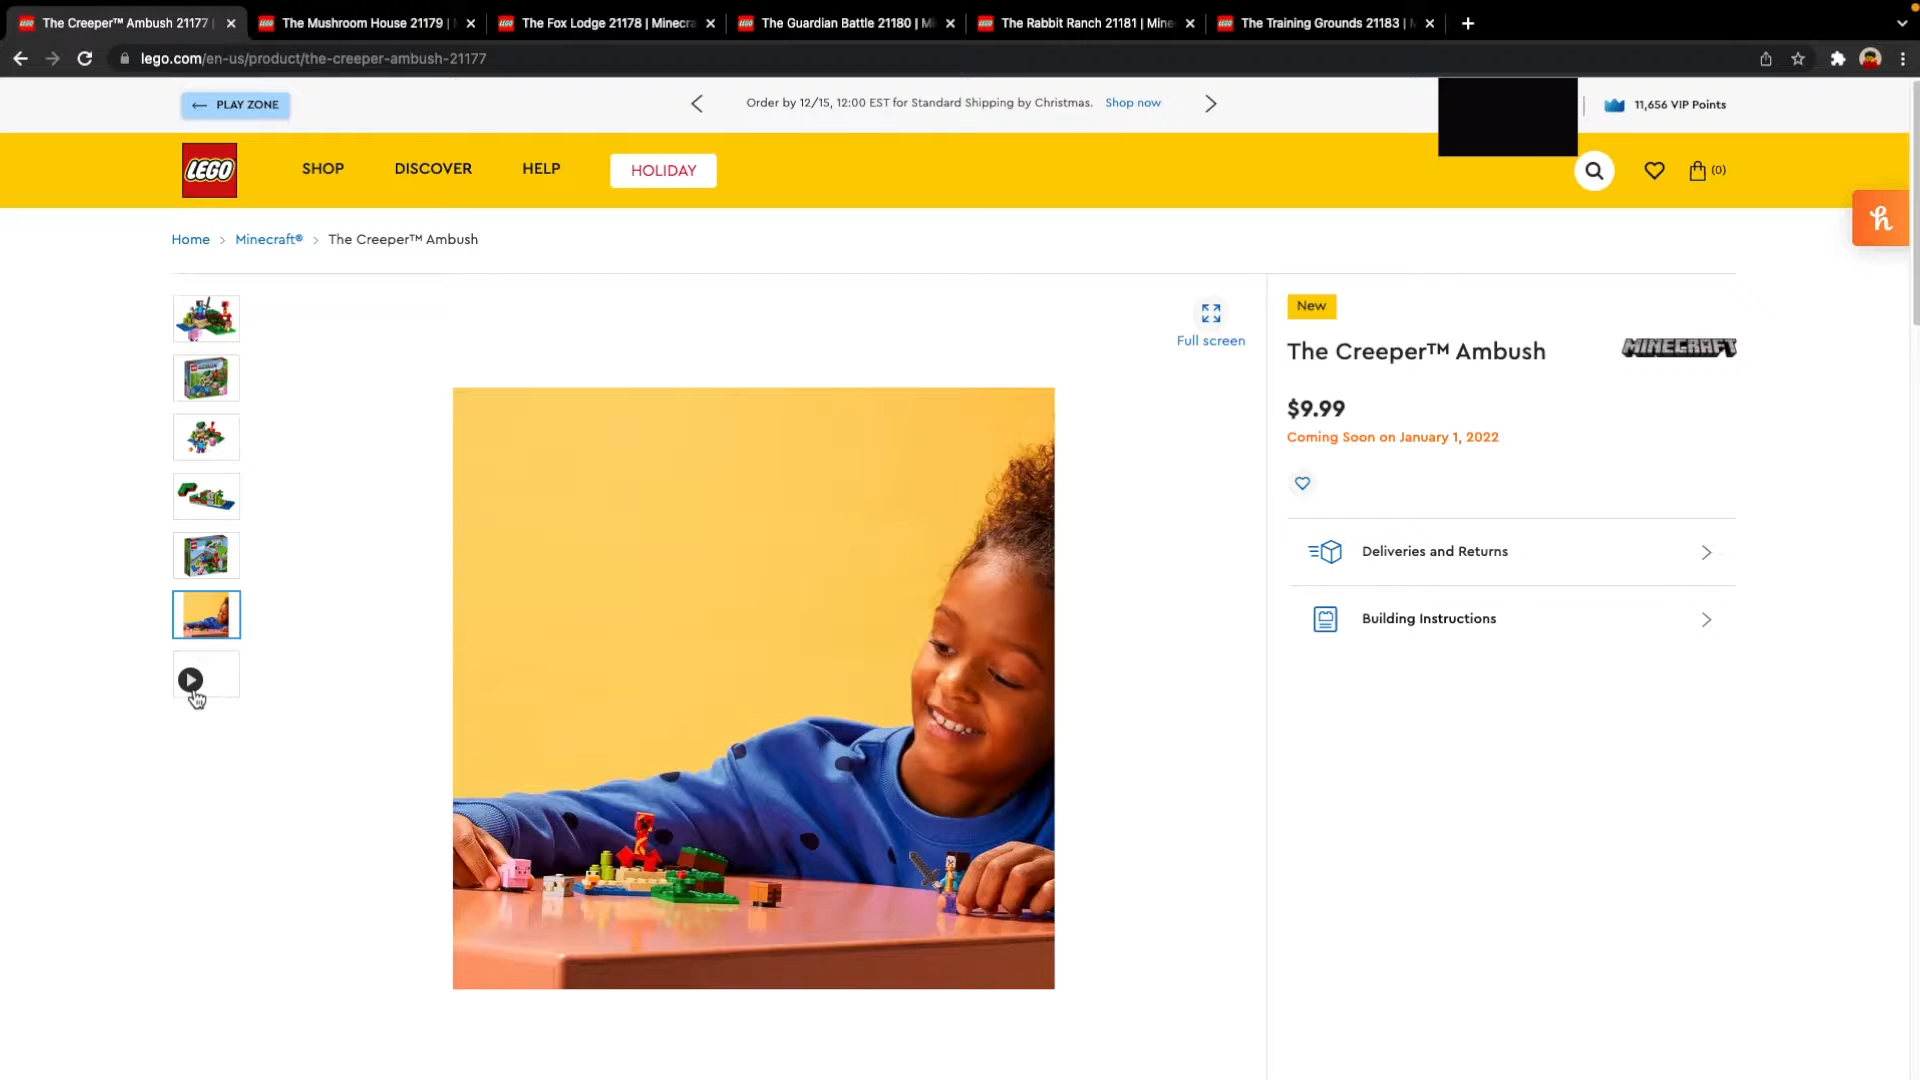 The Creeper™ Ambush 21177 |
The Mushroom House 21179 |
The Fox Lodge 21178 | Minecra
The Guardian Battle 21180 | Mi
The Rabbit Ranch 21181 | Mine
The Training Grounds 21183 |
lego.com/en-us/product/the-creeper-ambush-21177
PLAY ZONE
Order by 12/15, 12:00 EST for Standard Shipping by Christmas. Shop now
11,656 VIP Points
LEGO
SHOP
DISCOVER
HELP
HOLIDAY
(0)
h
Home > Minecraft® > The Creeper™ Ambush
Full screen
New
The Creeper™ Ambush
MINECRAFT
$9.99
Coming Soon on January 1, 2022
Deliveries and Returns
Building Instructions